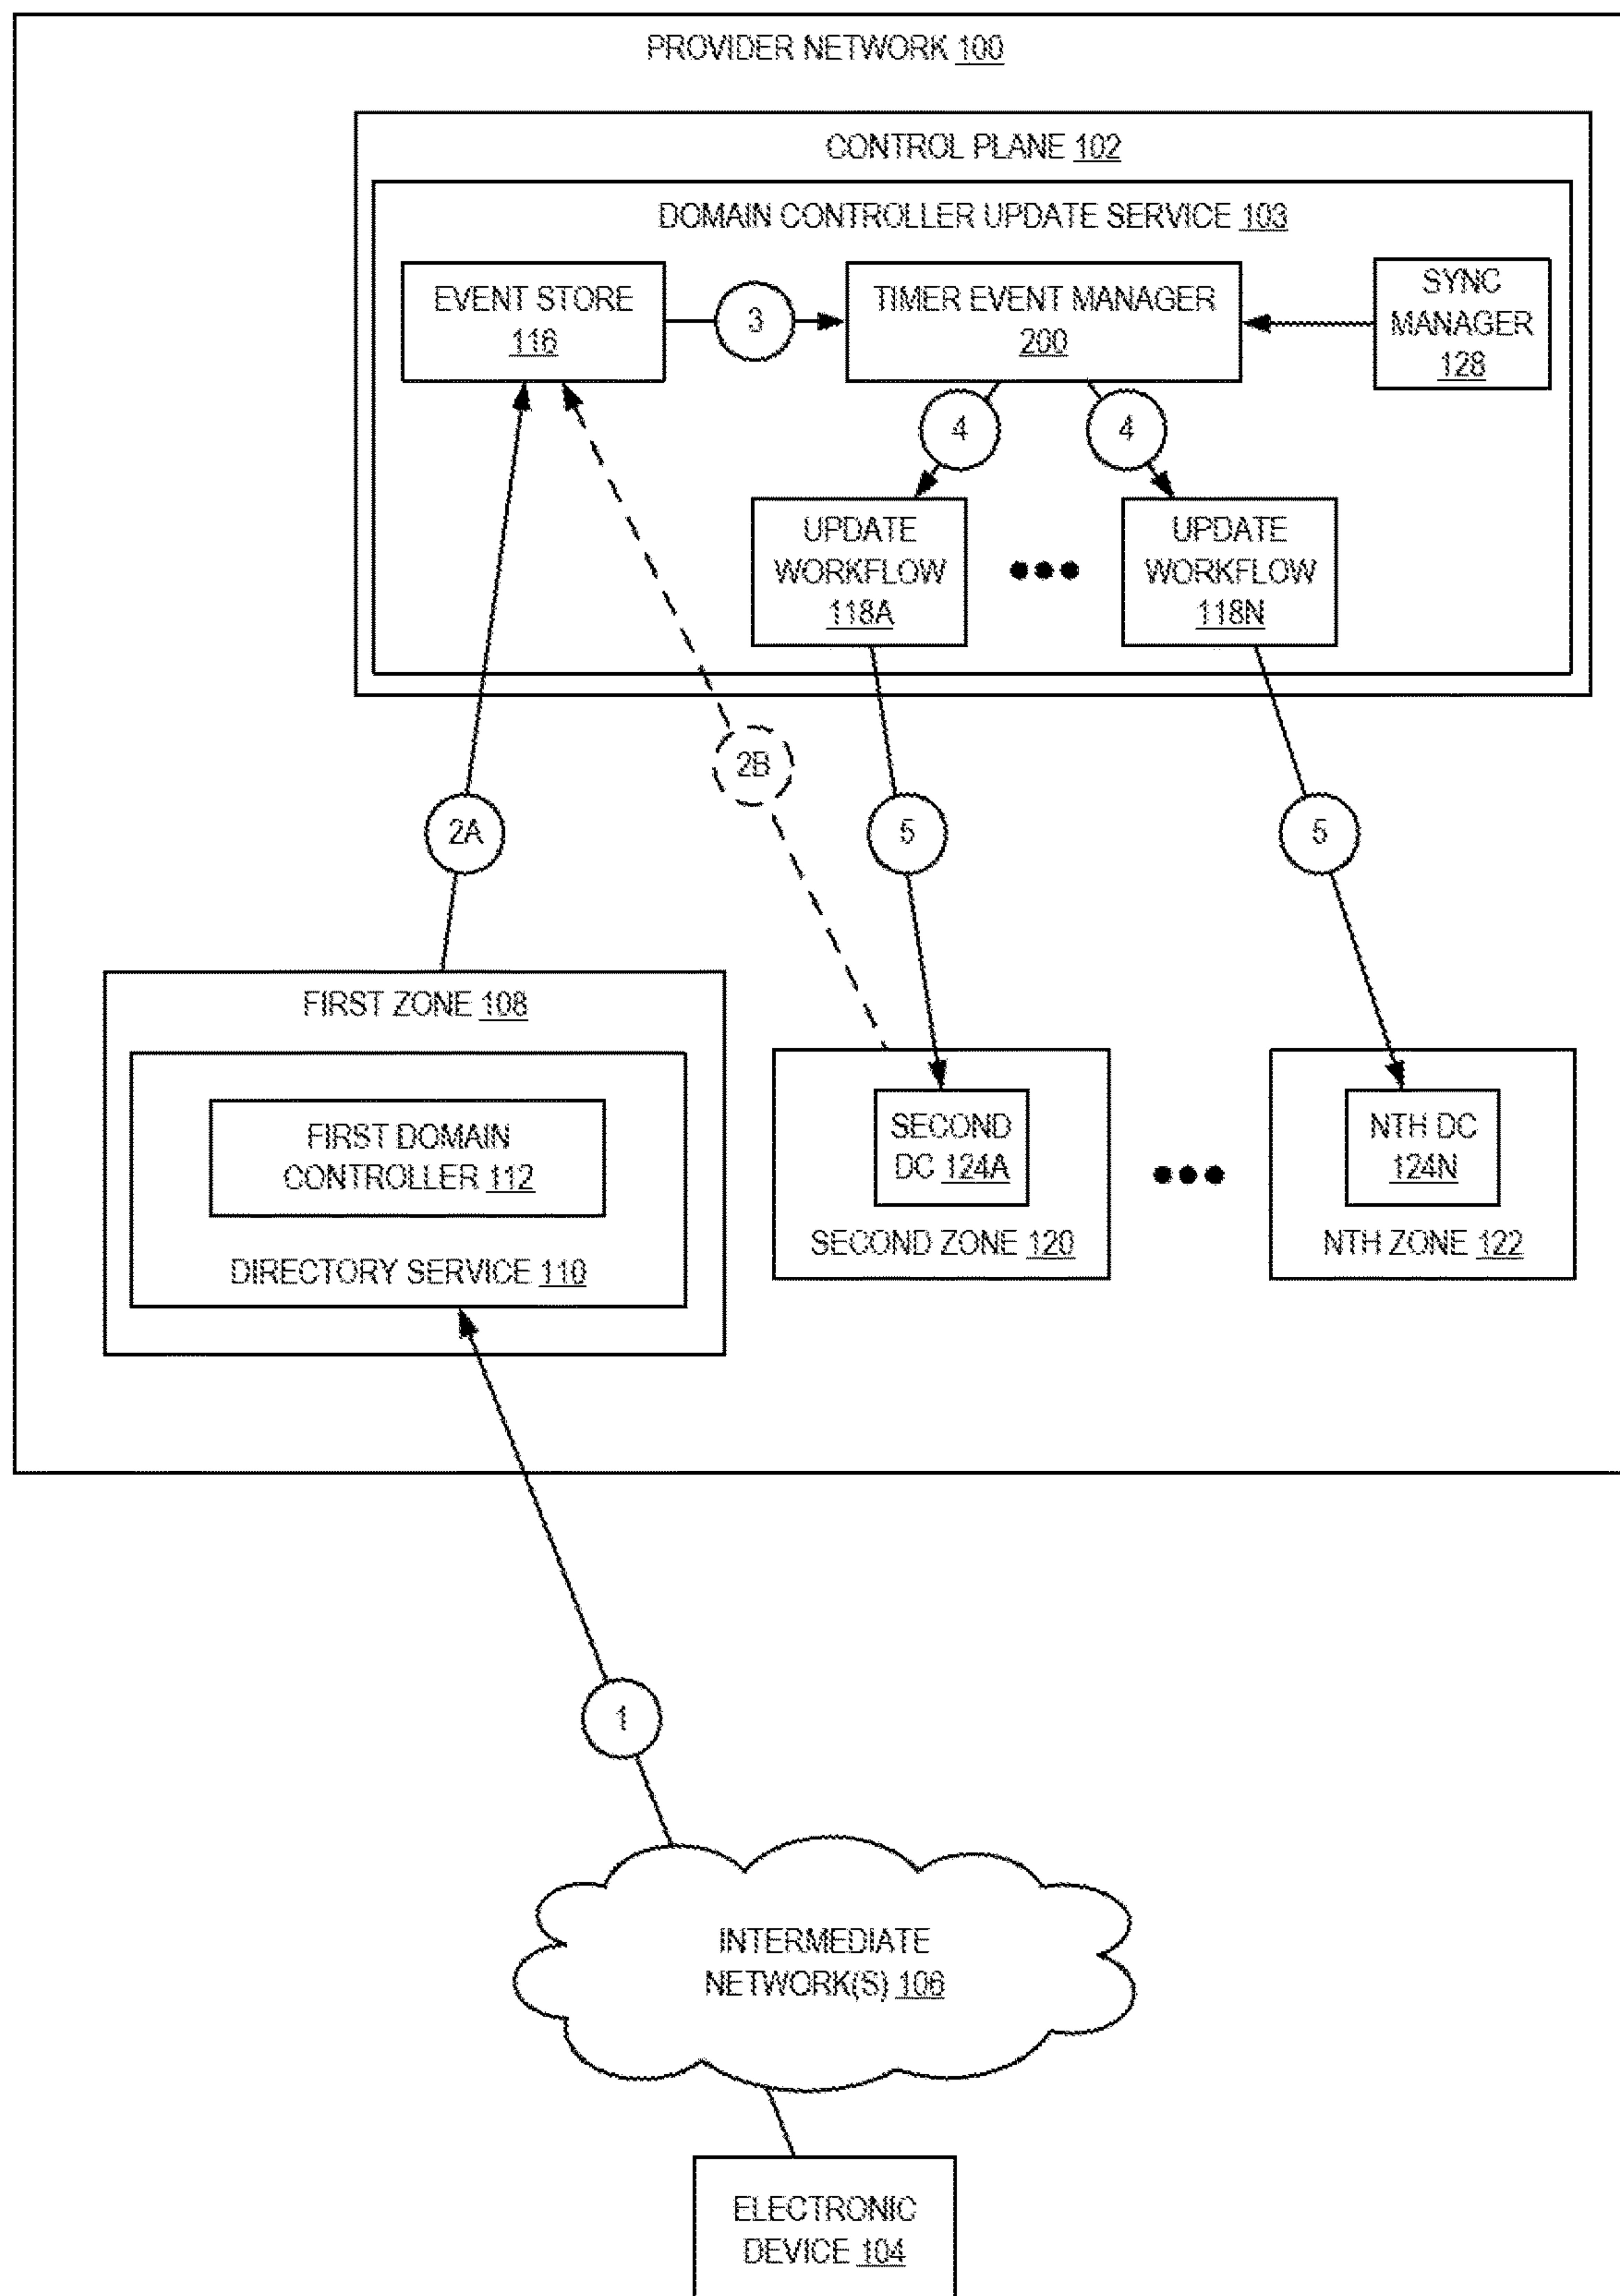 PROVIDER NETWORK 100
CONTROL PLANE 102
DOMAIN CONTROLLER UPDATE SERVICE 103
EVENT STORE
116
3
TIMER EVENT MANAGER
200
SYNC
MANAGER
128
4
4
UPDATE
WORKFLOW
118A
UPDATE
WORKFLOW
118N
2B
2A
5
5
FIRST ZONE 108
FIRST DOMAIN
CONTROLLER 112
DIRECTORY SERVICE 110
SECOND
DC 124A
SECOND ZONE 120
NTH DC
124N
NTH ZONE 122
1
INTERMEDIATE
NETWORK(S) 106
ELECTRONIC
DEVICE 104